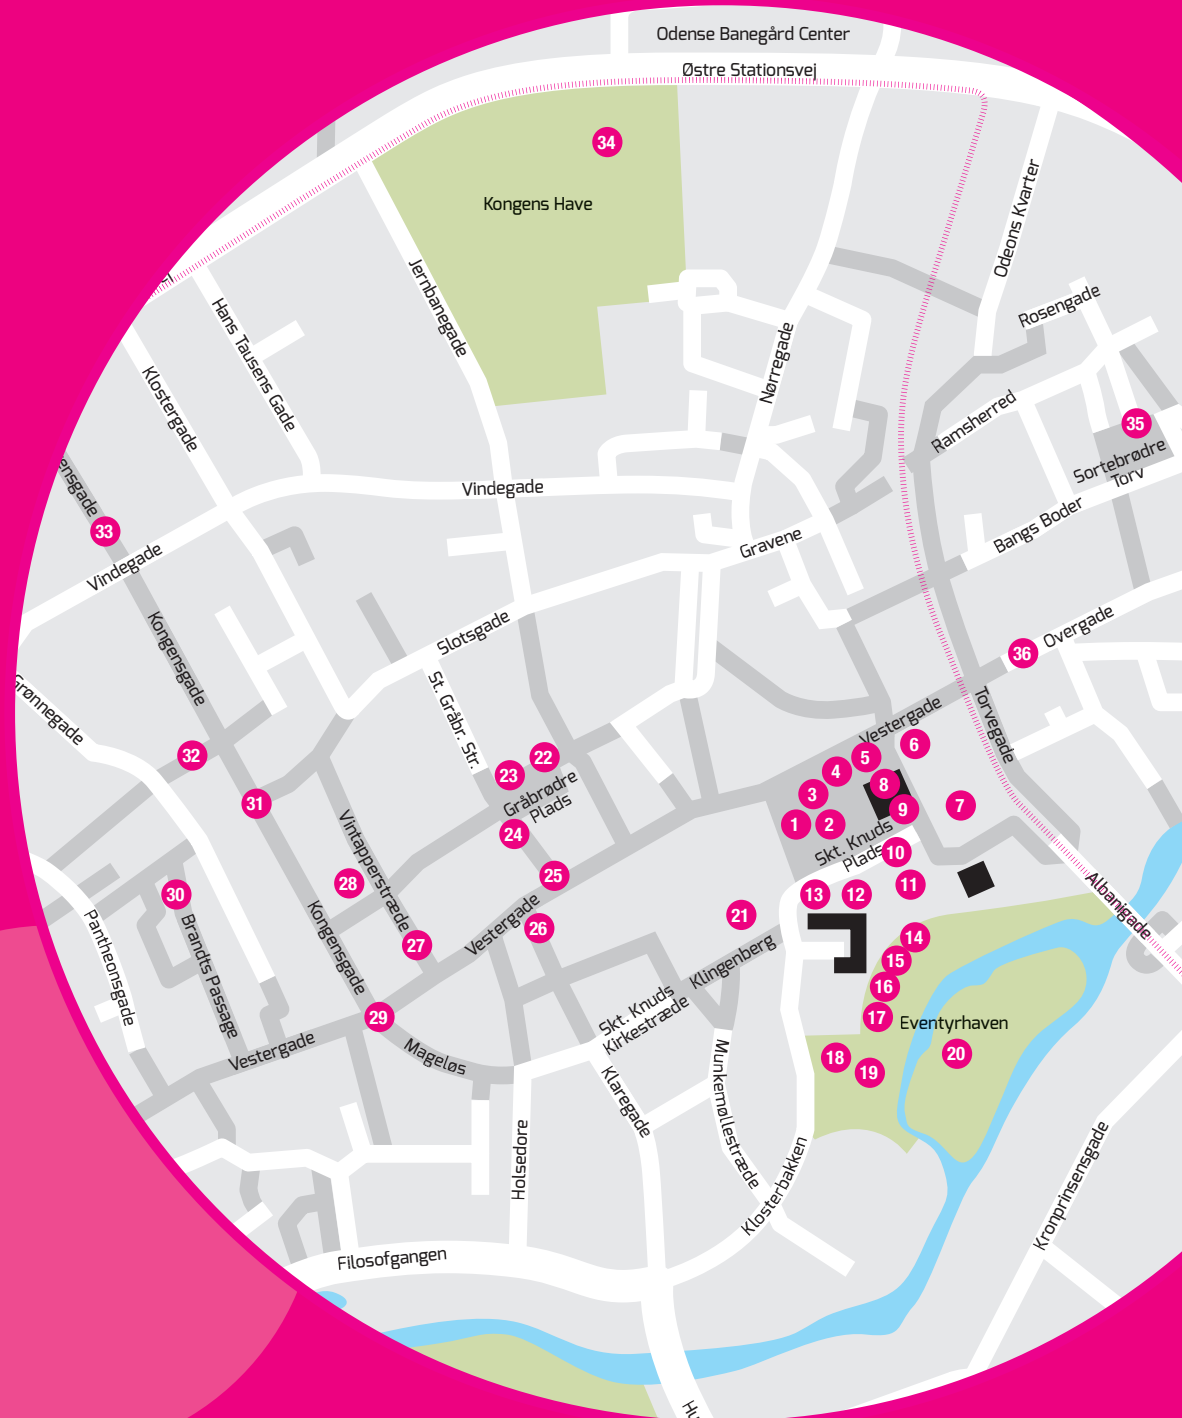 Odense Banegård Center
Østre Stationsvej
34
Kongens Have
Odeons Kvarter
Jernbanegade
Rosengade
Hans Tausens Gade
Nørregade
Klostergade
Ramsherred
35
Sortebrødre
Torv
ensgade
Vindegade
Bangs Boder
33
Gravene
Vindegade
Kongensgade
Slotsgade
Overgade
36
Grønnegade
St. Gråbr. Str.
Torvegade
Vestergade
6
32
22
5
23
4
8
Gråbrødre
Plads
3
9
7
31
1
2
24
Vintapperstræde
Skt. Knuds
Plads
10
25
28
11
30
13
12
Albanigade
Kongensgade
Vestergade
21
Pantheonsgade
Brandts Passage
26
14
27
Klingenberg
15
16
Skt. Knuds
Kirkestræde
29
17
Eventyrhaven
Vestergade
Mageløs
18
20
19
Munkemøllestræde
Klaregade
Holsedore
Klosterbakken
Kronprinsensgade
Filosofgangen
Hu